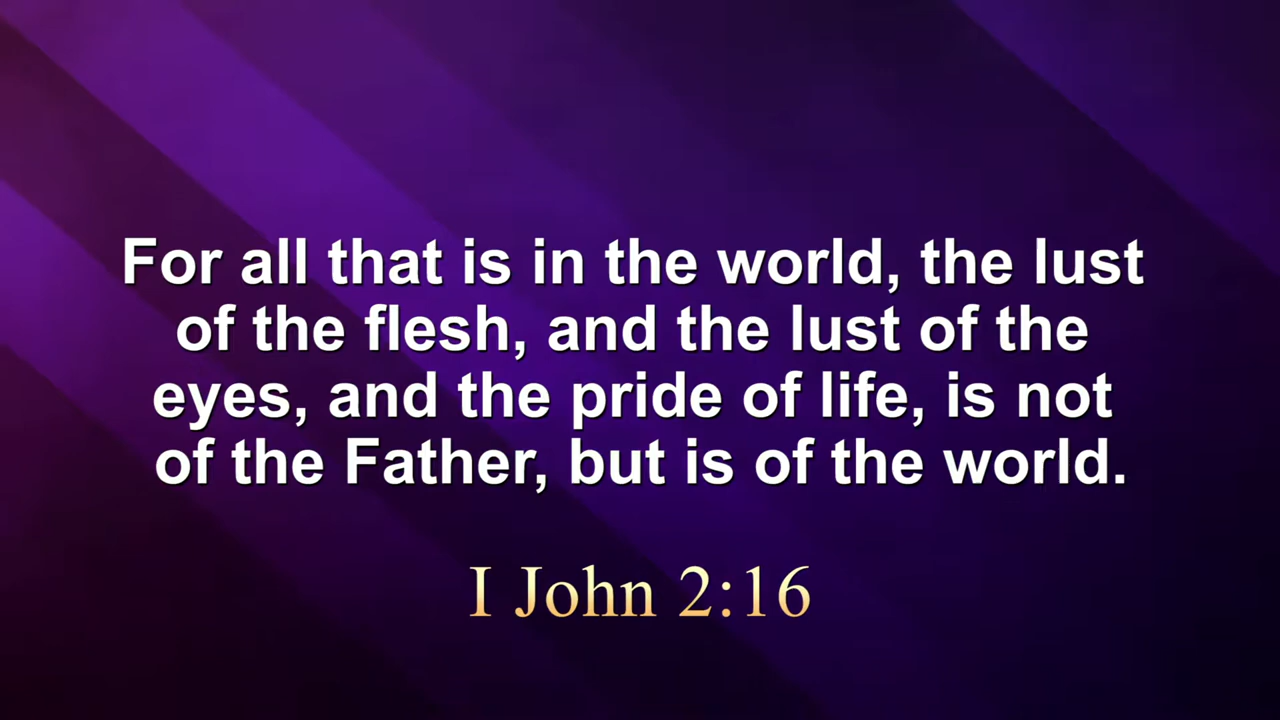 For all that is in the world, the lust
of the flesh, and the lust of the
eyes, and the pride of life, is not
of the Father, but is of the world.
I John 2:16